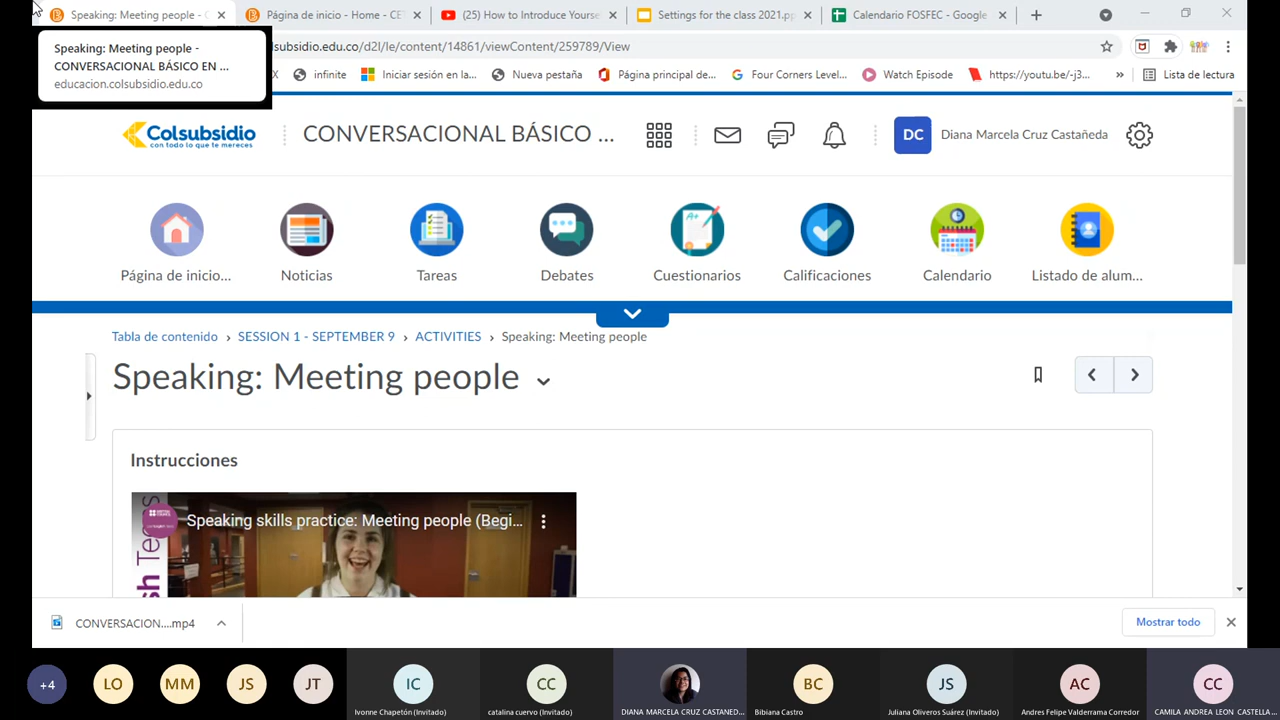 Speaking: Meeting people - C
Página de inicio - Home - CET
(25) How to Introduce Yourse
Settings for the class 2021.pp
Calendario FOSFEC - Google
Speaking: Meeting people -
CONVERSACIONAL BÁSICO EN ...
educacion.colsubsidio.edu.co
lsubsidio.edu.co/d2l/le/content/14861/viewContent/259789/View
X infinite Iniciar sesión en la... Nueva pestaña Página principal de... Four Corners Level... Watch Episode https://youtu.be/-j3... » Lista de lectura
Colsubsidio
con todo lo que te mereces
CONVERSACIONAL BÁSICO ...
DC Diana Marcela Cruz Castañeda
A+
Página de inicio...
Noticias
Tareas
Debates
Cuestionarios
Calificaciones
Calendario
Listado de alum...
Tabla de contenido › SESSION 1 - SEPTEMBER 9 › ACTIVITIES › Speaking: Meeting people
Speaking: Meeting people
Instrucciones
Speaking skills practice: Meeting people (Begi...
CONVERSACION....mp4
Mostrar todo
+4 LO MM JS JT IC CC BC JS AC CC
Ivonne Chapetón (Invitado)
catalina cuervo (Invitado)
DIANA MARCELA CRUZ CASTANED...
Bibiana Castro
Juliana Oliveros Suárez (Invitado)
Andres Felipe Valderrama Corredor
CAMILA ANDREA LEON CASTELLA...